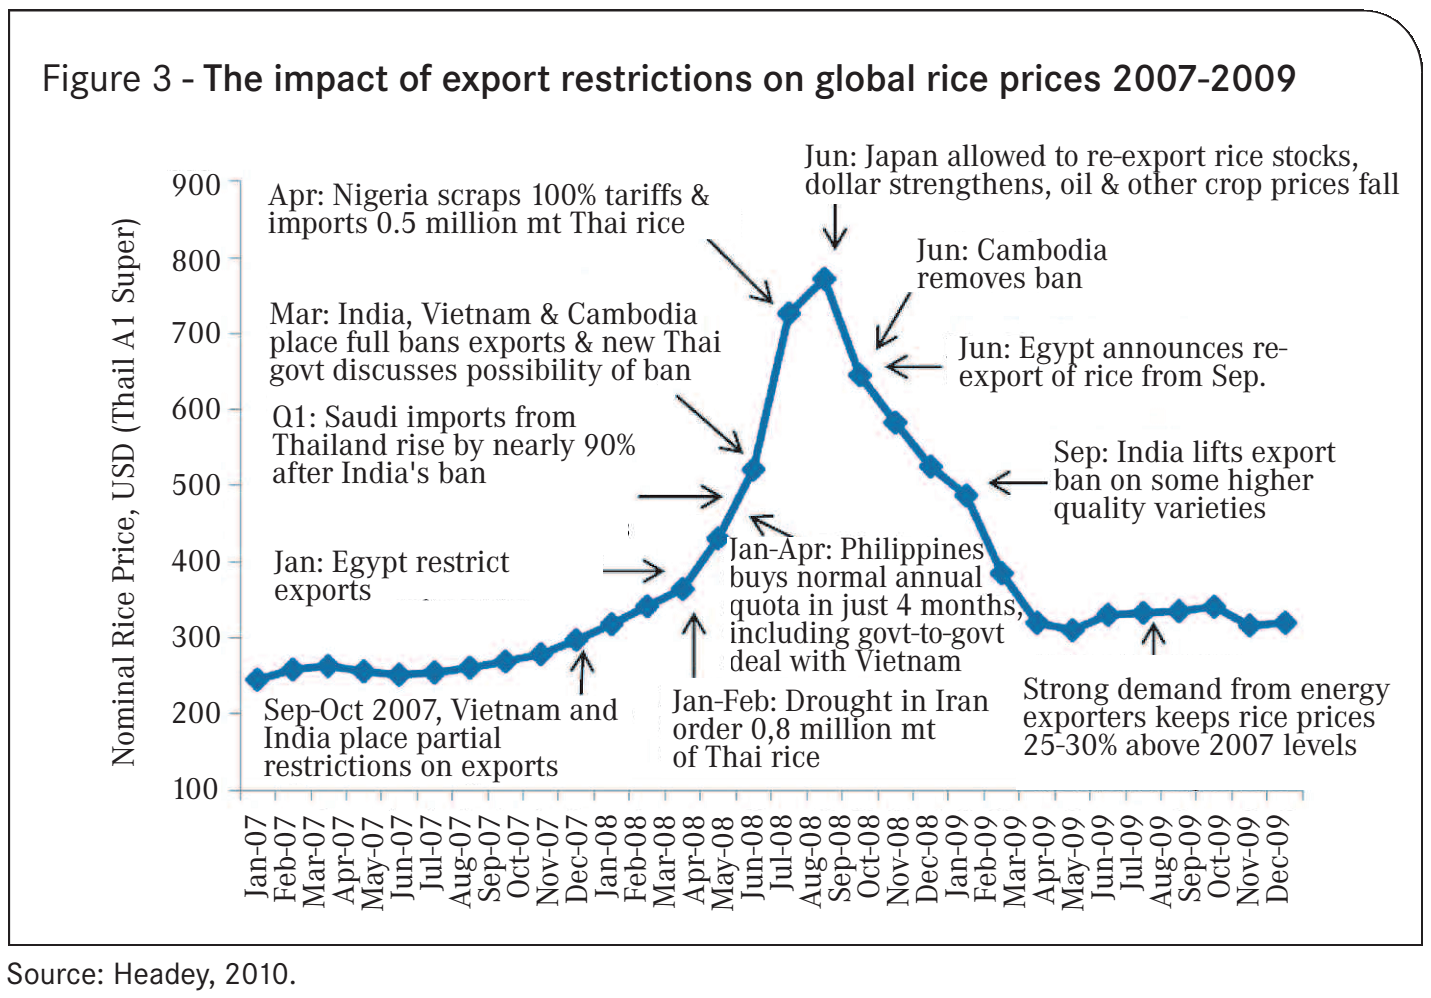 Figure 3 - The impact of export restrictions on global rice prices 2007-2009
Jun: Japan allowed to re-export rice stocks,
dollar strengthens, oil & other crop prices fall
Apr: Nigeria scraps 100% tariffs &
imports 0.5 million mt Thai rice
Jun: Cambodia
removes ban
Mar: India, Vietnam & Cambodia
place full bans exports & new Thai
govt discusses possibility of ban
Jun: Egypt announces re-
export of rice from Sep.
Q1: Saudi imports from
Thailand rise by nearly 90%
after India's ban
Sep: India lifts export
ban on some higher
quality varieties
Jan: Egypt restrict
exports
Jan-Apr: Philippines
buys normal annual
quota in just 4 months,
including govt-to-govt
deal with Vietnam
Sep-Oct 2007, Vietnam and
India place partial
restrictions on exports
Jan-Feb: Drought in Iran
order 0,8 million mt
of Thai rice
Strong demand from energy
exporters keeps rice prices
25-30% above 2007 levels
Nominal Rice Price, USD (Thail A1 Super)
900
800
700
600
500
400
300
200
100
Jan-07
Feb-07
Mar-07
Apr-07
May-07
Jun-07
Jul-07
Aug-07
Sep-07
Oct-07
Nov-07
Dec-07
Jan-08
Feb-08
Mar-08
Apr-08
May-08
Jun-08
Jul-08
Aug-08
Sep-08
Oct-08
Nov-08
Dec-08
Jan-09
Feb-09
Mar-09
Apr-09
May-09
Jun-09
Jul-09
Aug-09
Sep-09
Oct-09
Nov-09
Dec-09
Source: Headey, 2010.